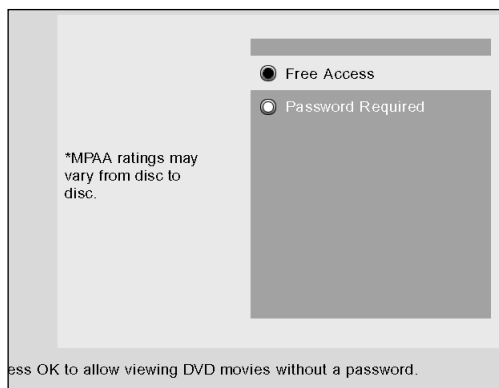 Free Access
Password Required
*MPAA ratings may
vary from disc to
disc.
ess OK to allow viewing DVD movies without a password.